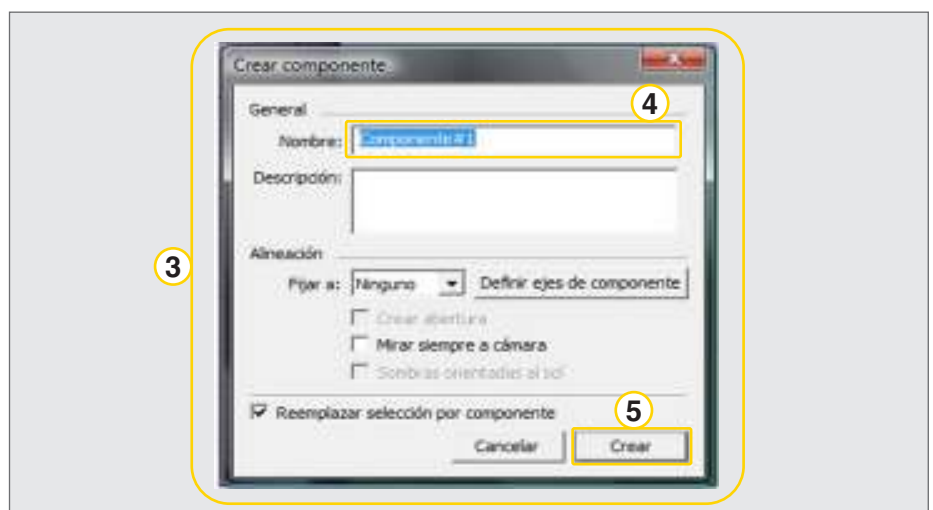 Crear componente
General
4
Nombre: Componente#1
Descripción:
Alineación
3
Fijar a: Ninguno Definir ejes de componente
Crear abertura
Mirar siempre a cámara
Sombras orientadas al sol
Reemplazar selección por componente
5
Cancelar Crear